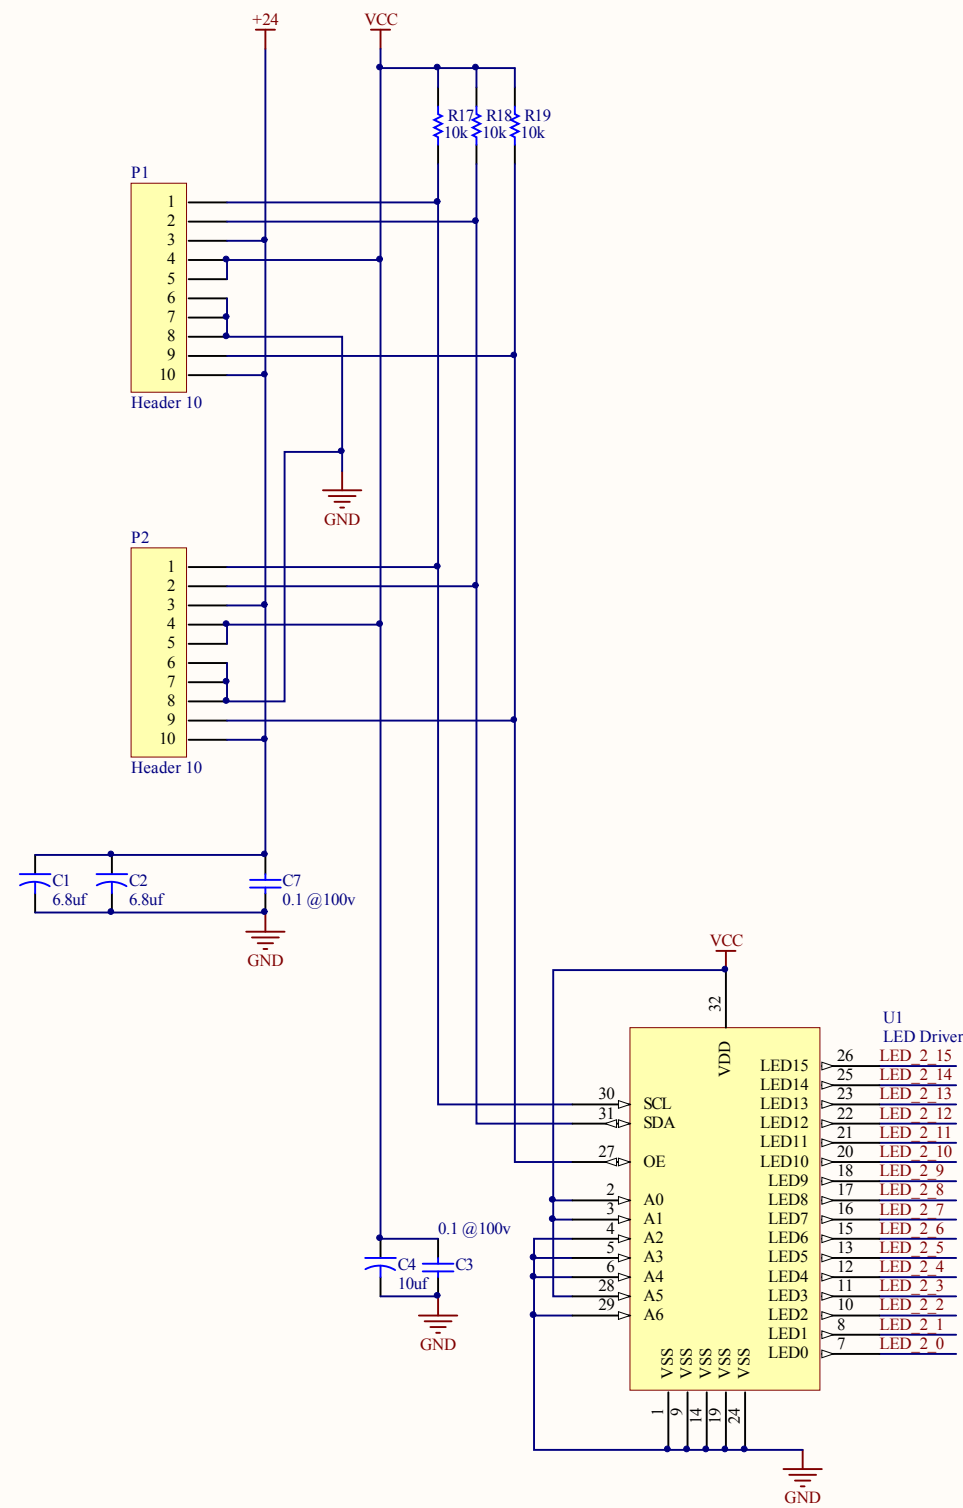 +24
VCC
R17
10k
R18
10k
R19
10k
P1
1
2
3
4
5
6
7
8
9
10
Header 10
GND
P2
1
2
3
4
5
6
7
8
9
10
Header 10
C1
6.8uf
C2
6.8uf
C7
0.1 @100v
GND
VCC
32
VDD
U1
LED Driver
30 SCL
31 SDA
27 OE
2 A0
3 A1
4 A2
5 A3
6 A4
28 A5
29 A6
LED15 26 LED_2_15
LED14 25 LED_2_14
LED13 23 LED_2_13
LED12 22 LED_2_12
LED11 21 LED_2_11
LED10 20 LED_2_10
LED9 18 LED_2_9
LED8 17 LED_2_8
LED7 16 LED_2_7
LED6 15 LED_2_6
LED5 13 LED_2_5
LED4 12 LED_2_4
LED3 11 LED_2_3
LED2 10 LED_2_2
LED1 8 LED_2_1
LED0 7 LED_2_0
0.1 @100v
C4
10uf
C3
GND
VSS VSS VSS VSS VSS
1 9 14 19 24
GND